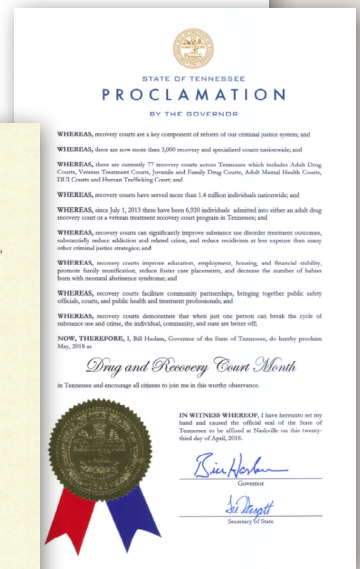 STATE OF TENNESSEE
PROCLAMATION
BY THE GOVERNOR
WHEREAS, recovery courts are a key component of reform of our criminal justice system; and
WHEREAS, there are now more than 3,000 recovery and specialized courts nationwide; and
WHEREAS, there are currently 77 recovery courts across Tennessee which includes Adult Drug
Courts, Veteran Treatment Courts, Juvenile and Family Drug Courts, Adult Mental Health Courts,
DUI Courts and Human Trafficking Court; and
WHEREAS, recovery courts have served more than 1.4 million individuals nationwide; and
WHEREAS, since July 1, 2013 there have been 6,920 individuals admitted into either an adult drug
recovery court or a veteran treatment recovery court program in Tennessee; and
WHEREAS, recovery courts can significantly improve substance use disorder treatment outcomes,
substantially reduce addiction and related crime, and reduce recidivism at less expense than many
other criminal justice strategies; and
WHEREAS, recovery courts improve education, employment, housing, and financial stability,
promote family reunification, reduce foster care placements, and decrease the number of babies
born with neonatal abstinence syndrome; and
WHEREAS, recovery courts facilitate community partnerships, bringing together public safety
officials, courts, and public health and treatment professionals; and
WHEREAS, recovery courts demonstrate that when just one person can break the cycle of
substance use and crime, the individual, community, and state are better off;
NOW, THEREFORE, I, Bill Haslam, Governor of the State of Tennessee, do hereby proclaim
May, 2018 as
Drug and Recovery Court Month
in Tennessee and encourage all citizens to join me in this worthy observance.
IN WITNESS WHEREOF, I have hereunto set my
hand and caused the official seal of the State of
Tennessee to be affixed at Nashville on this twenty-
third day of April, 2018.
Bill Haslam
Governor
Secretary of State